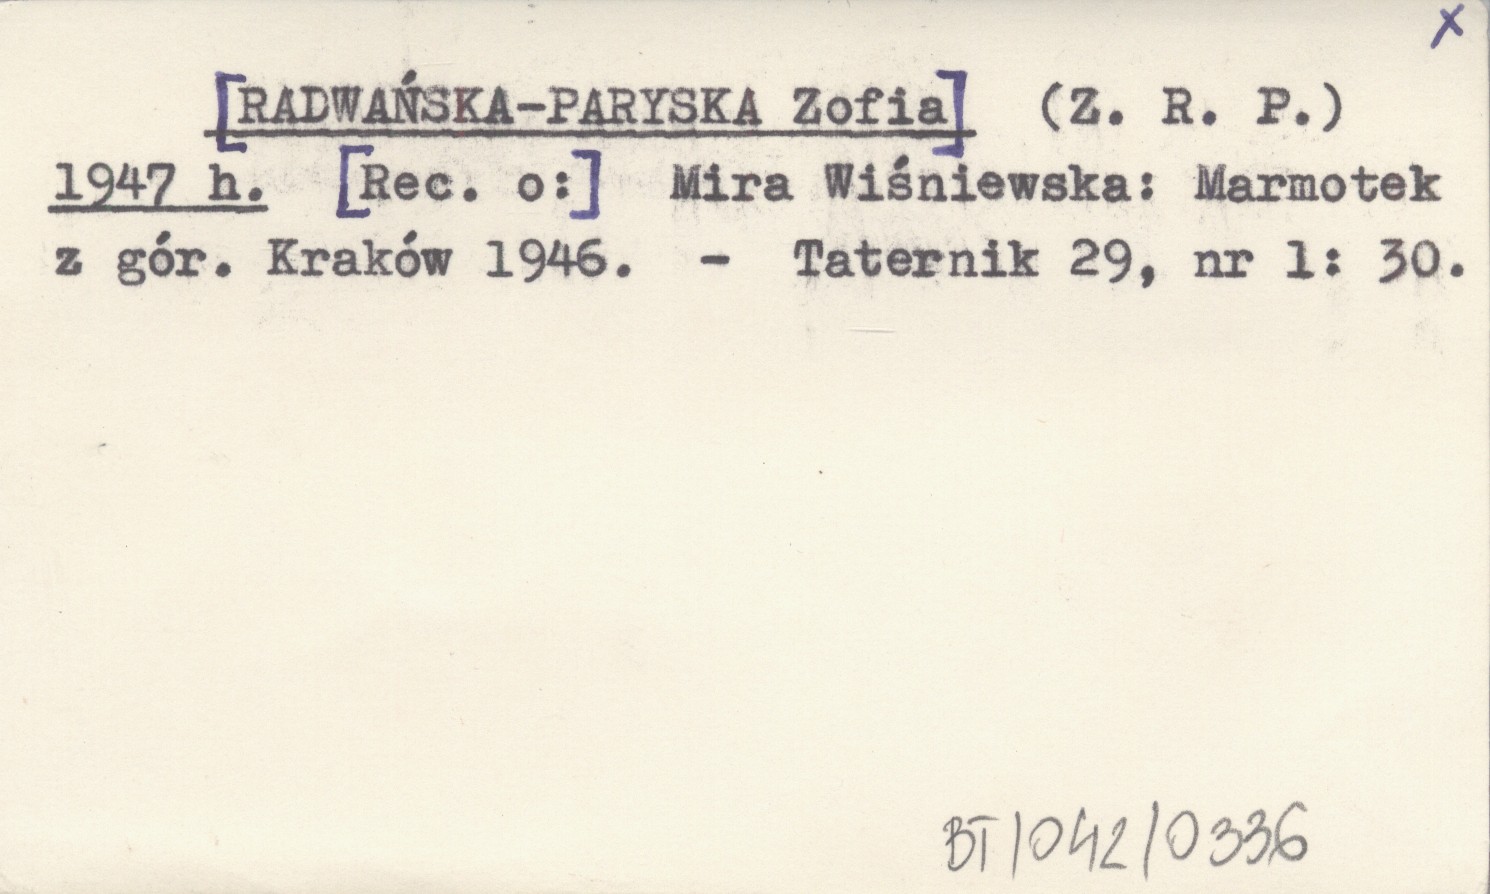 x
[RADWAŃSKA-PARYSKA Zofia] (Z. R. P.)
1947 h. [Rec. o:] Mira Wiśniewska: Marmotek
z gór. Kraków 1946. - Taternik 29, nr 1: 30.
BT/042/0336